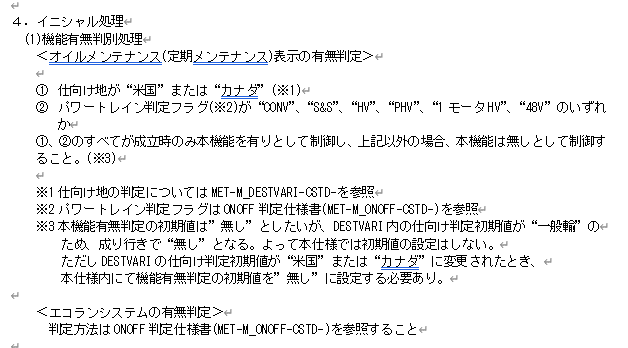 ４．イニシャル処理
(1)機能有無判別処理
＜オイルメンテナンス(定期メンテナンス)表示の有無判定＞
① 仕向け地が“米国”または“カナダ”(※1)
② パワートレイン判定フラグ(※2)が “CONV”、“S&S”、“HV”、“PHV”、“1 モータHV”、“48V” のいずれ
か
①、②のすべてが成立時のみ本機能を有りとして制御し、上記以外の場合、本機能は無しとして制御す
ること。(※3)
※1 仕向け地の判定については MET-M_DESTVARI-CSTD-を参照
※2 パワートレイン判定フラグは ONOFF 判定仕様書(MET-M_ONOFF-CSTD-)を参照
※3 本機能有無判定の初期値は”無し”としたいが、DESTVARI 内の仕向け判定初期値が “一般輸”の
ため、成り行きで“無し”となる。よって本仕様では初期値の設定はしない。
ただし DESTVARI の仕向け判定初期値が “米国” または “カナダ” に変更されたとき、
本仕様内にて機能有無判定の初期値を”無し”に設定する必要あり。
＜エコランシステムの有無判定＞
判定方法は ONOFF 判定仕様書(MET-M_ONOFF-CSTD-)を参照すること